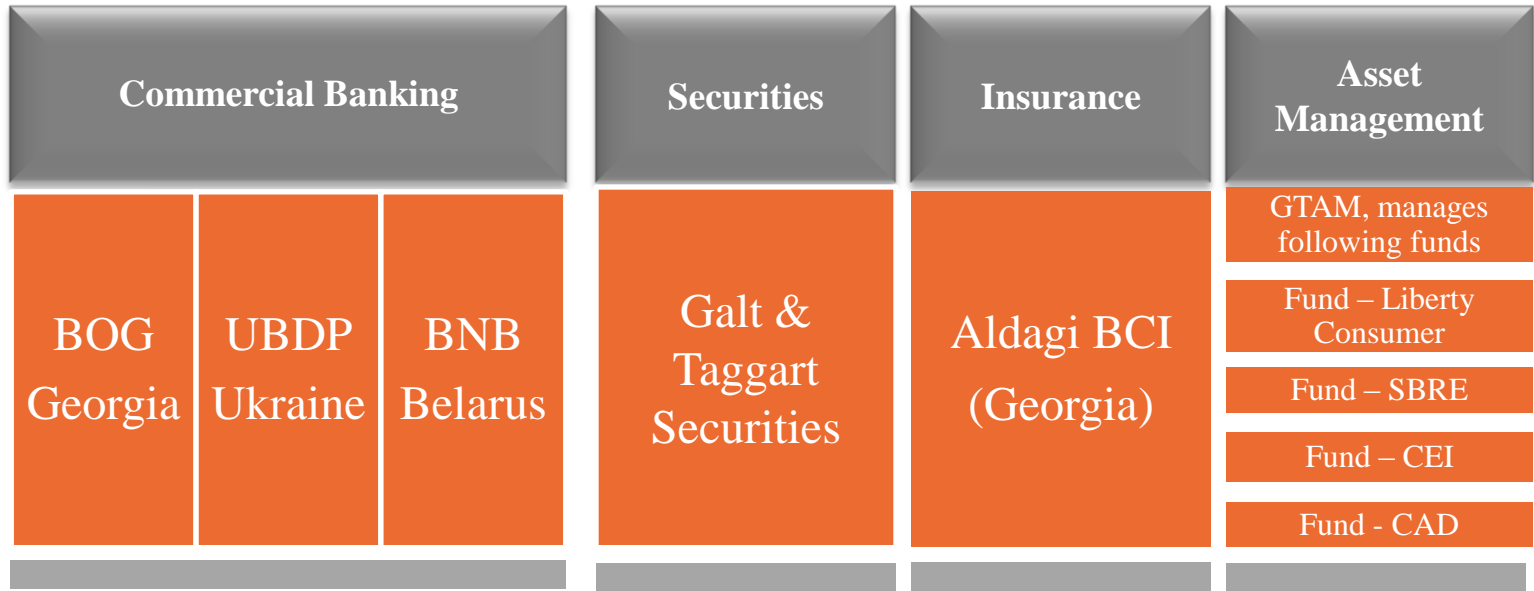 Commercial Banking
Securities
Insurance
Asset
Management
BOG
Georgia
UBDP
Ukraine
BNB
Belarus
Galt &
Taggart
Securities
Aldagi BCI
(Georgia)
GTAM, manages
following funds
Fund – Liberty
Consumer
Fund – SBRE
Fund – CEI
Fund - CAD